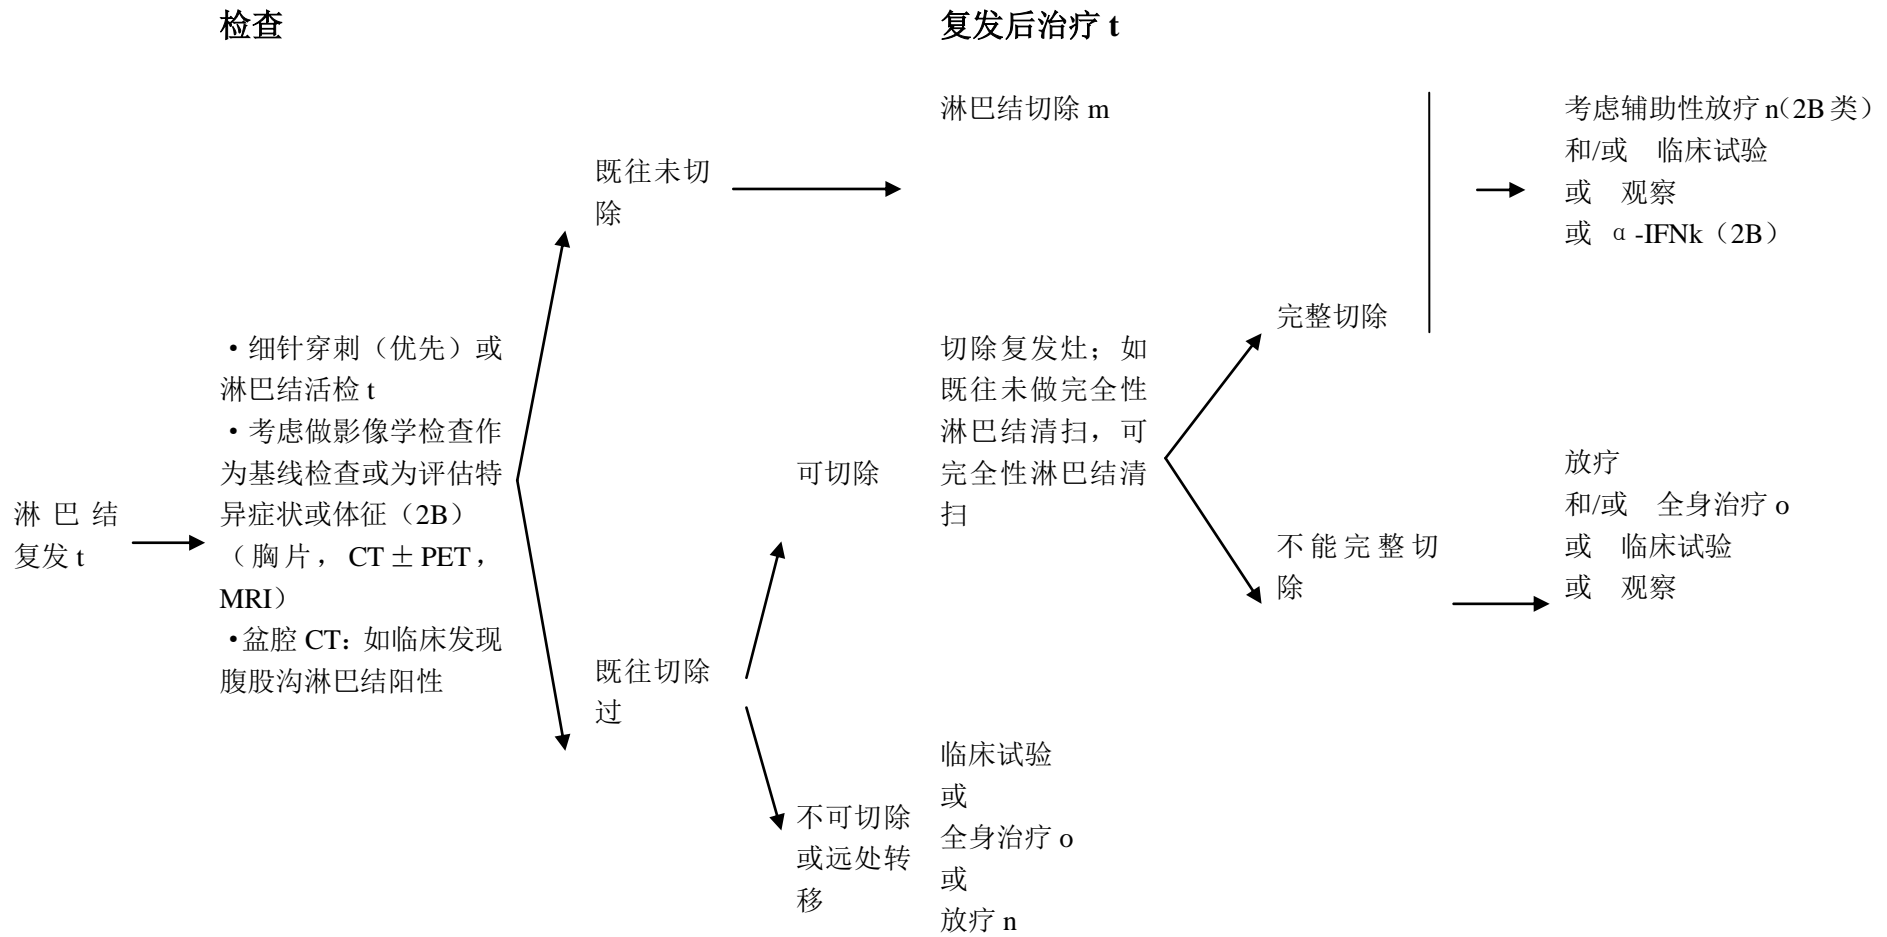 检查
复发后治疗 t
淋巴结切除 m
考虑辅助性放疗 n（2B 类）
和/或 临床试验
或 观察
或 α-IFNk（2B）
既往未切
除
完整切除
·细针穿刺（优先）或
淋巴结活检 t
·考虑做影像学检查作
为基线检查或为评估特
异症状或体征（2B）
（胸片，CT±PET，
MRI）
·盆腔 CT：如临床发现
腹股沟淋巴结阳性
淋巴结
复发 t
切除复发灶；如
既往未做完全性
淋巴结清扫，可
完全性淋巴结清
扫
可切除
放疗
和/或 全身治疗 o
或 临床试验
或 观察
不能完整切
除
既往切除
过
不可切除
或远处转
移
临床试验
或
全身治疗 o
或
放疗 n